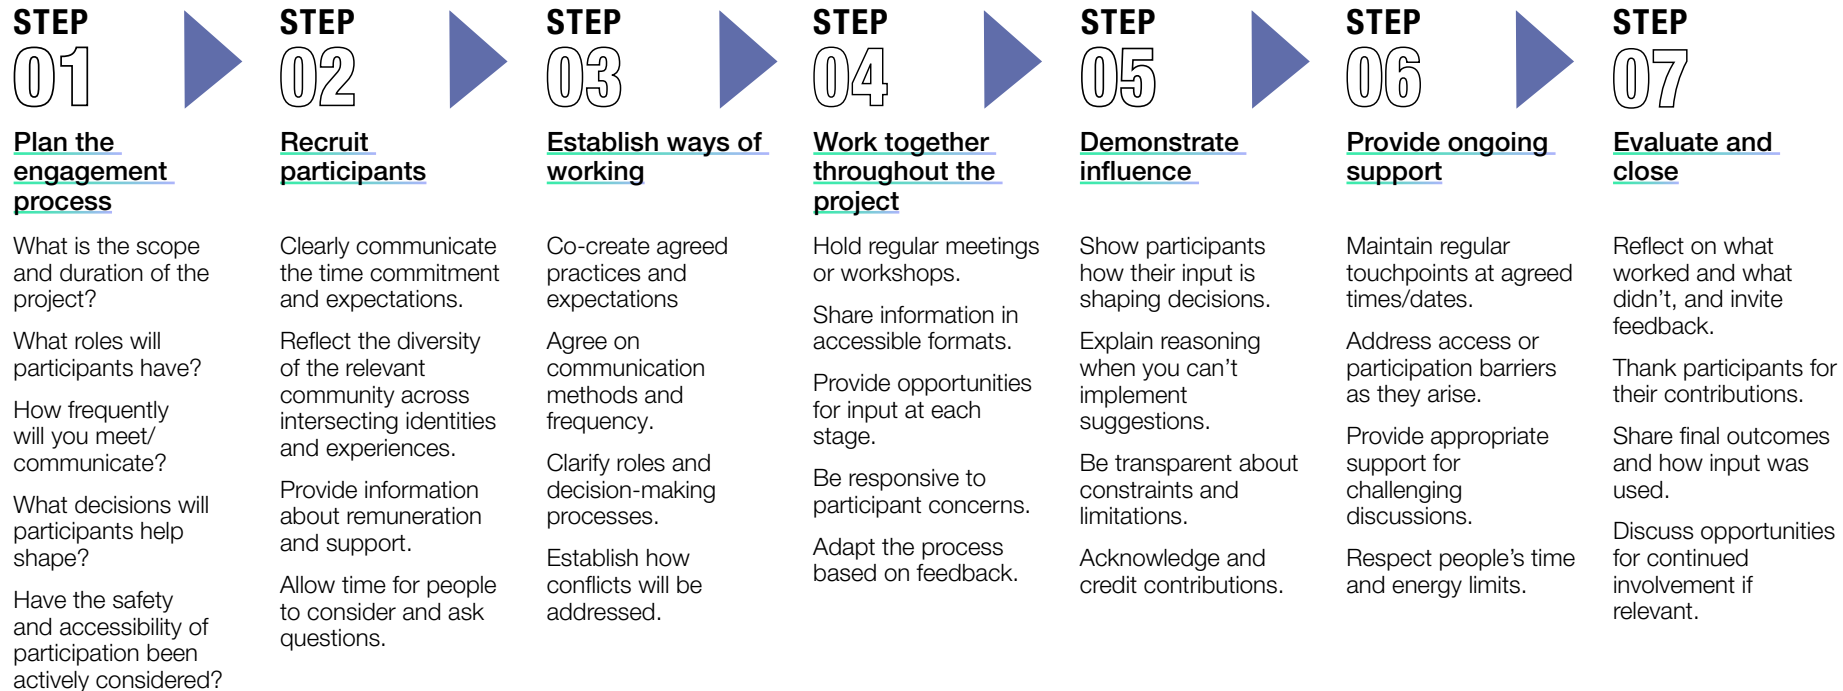 STEP
01
Plan the
engagement
process
What is the scope
and duration of the
project?
What roles will
participants have?
How frequently
will you meet/
communicate?
What decisions will
participants help
shape?
Have the safety
and accessibility of
participation been
actively considered?
STEP
02
Recruit
participants
Clearly communicate
the time commitment
and expectations.
Reflect the diversity
of the relevant
community across
intersecting identities
and experiences.
Provide information
about remuneration
and support.
Allow time for people
to consider and ask
questions.
STEP
03
Establish ways of
working
Co-create agreed
practices and
expectations
Agree on
communication
methods and
frequency.
Clarify roles and
decision-making
processes.
Establish how
conflicts will be
addressed.
STEP
04
Work together
throughout the
project
Hold regular meetings
or workshops.
Share information in
accessible formats.
Provide opportunities
for input at each
stage.
Be responsive to
participant concerns.
Adapt the process
based on feedback.
STEP
05
Demonstrate
influence
Show participants
how their input is
shaping decisions.
Explain reasoning
when you can’t
implement
suggestions.
Be transparent about
constraints and
limitations.
Acknowledge and
credit contributions.
STEP
06
Provide ongoing
support
Maintain regular
touchpoints at agreed
times/dates.
Address access or
participation barriers
as they arise.
Provide appropriate
support for
challenging
discussions.
Respect people’s time
and energy limits.
STEP
07
Evaluate and
close
Reflect on what
worked and what
didn’t, and invite
feedback.
Thank participants for
their contributions.
Share final outcomes
and how input was
used.
Discuss opportunities
for continued
involvement if
relevant.